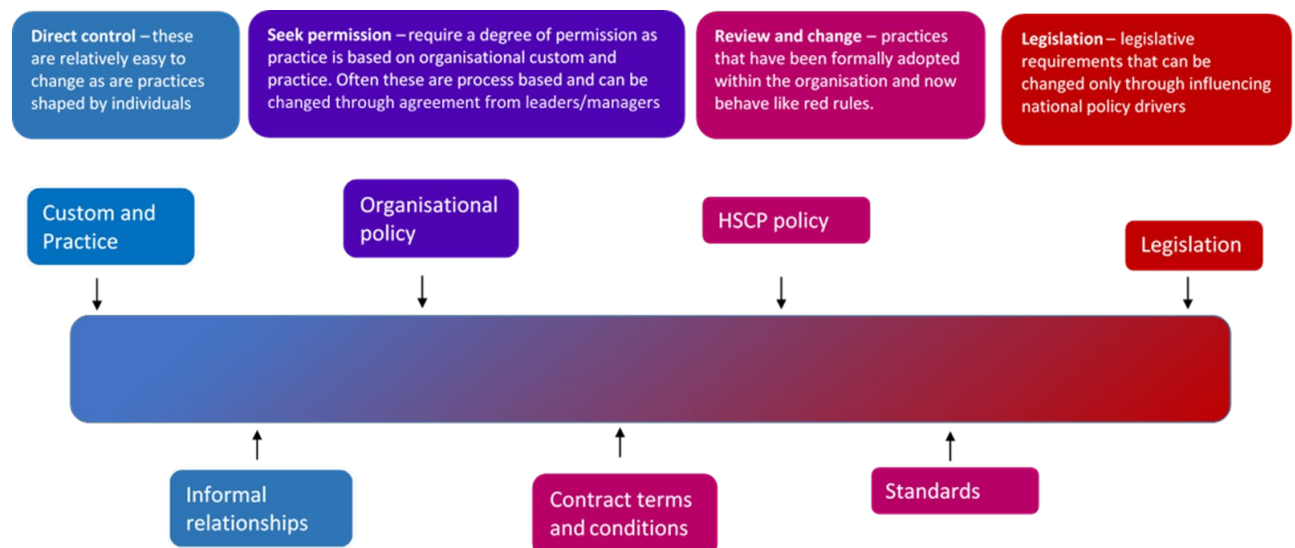 Direct control – these
are relatively easy to
change as are practices
shaped by individuals
Seek permission – require a degree of permission as
practice is based on organisational custom and
practice. Often these are process based and can be
changed through agreement from leaders/managers
Review and change – practices
that have been formally adopted
within the organisation and now
behave like red rules.
Legislation – legislative
requirements that can be
changed only through influencing
national policy drivers
Custom and
Practice
Organisational
policy
HSCP policy
Legislation
Informal
relationships
Contract terms
and conditions
Standards